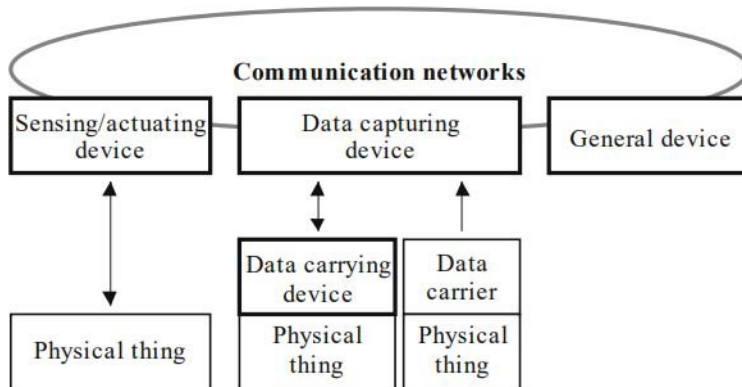 Communication networks
Sensing/actuating
device
Data capturing
device
General device
Data carrying
device
Data
carrier
Physical thing
Physical
thing
Physical
thing